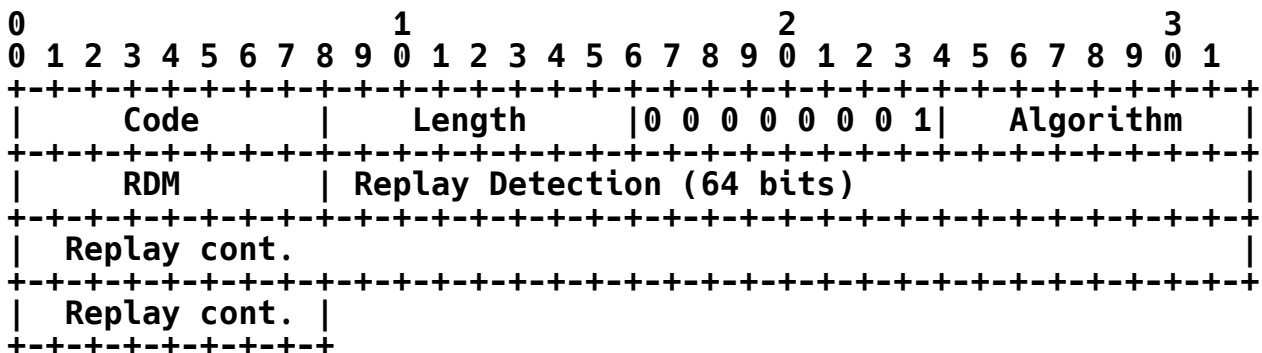 0                   1                   2                   3
0 1 2 3 4 5 6 7 8 9 0 1 2 3 4 5 6 7 8 9 0 1 2 3 4 5 6 7 8 9 0 1
+-+-+-+-+-+-+-+-+-+-+-+-+-+-+-+-+-+-+-+-+-+-+-+-+-+-+-+-+-+-+-+-+
|     Code      |    Length     |0 0 0 0 0 0 0 1|   Algorithm   |
+-+-+-+-+-+-+-+-+-+-+-+-+-+-+-+-+-+-+-+-+-+-+-+-+-+-+-+-+-+-+-+-+
|     RDM       | Replay Detection (64 bits)                    |
+-+-+-+-+-+-+-+-+-+-+-+-+-+-+-+-+-+-+-+-+-+-+-+-+-+-+-+-+-+-+-+-+
|  Replay cont.                                                 |
+-+-+-+-+-+-+-+-+-+-+-+-+-+-+-+-+-+-+-+-+-+-+-+-+-+-+-+-+-+-+-+-+
|  Replay cont. |
+-+-+-+-+-+-+-+-+